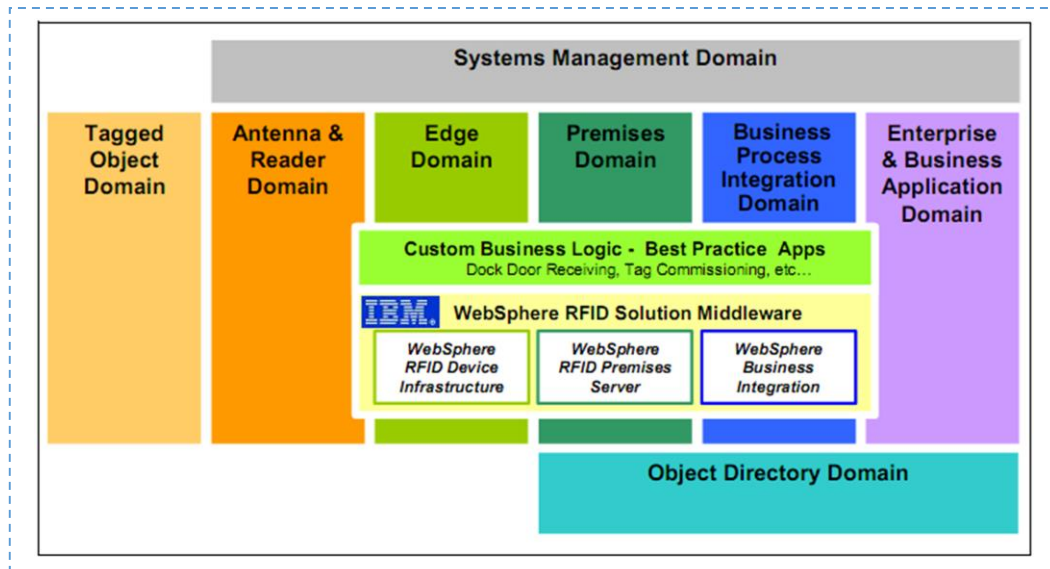 Systems Management Domain
Tagged
Object
Domain
Antenna &
Reader
Domain
Edge
Domain
Premises
Domain
Business
Process
Integration
Domain
Enterprise
& Business
Application
Domain
Custom Business Logic - Best Practice Apps
Dock Door Receiving, Tag Commissioning, etc...
IBM. WebSphere RFID Solution Middleware
WebSphere
RFID Device
Infrastructure
WebSphere
RFID Premises
Server
WebSphere
Business
Integration
Object Directory Domain